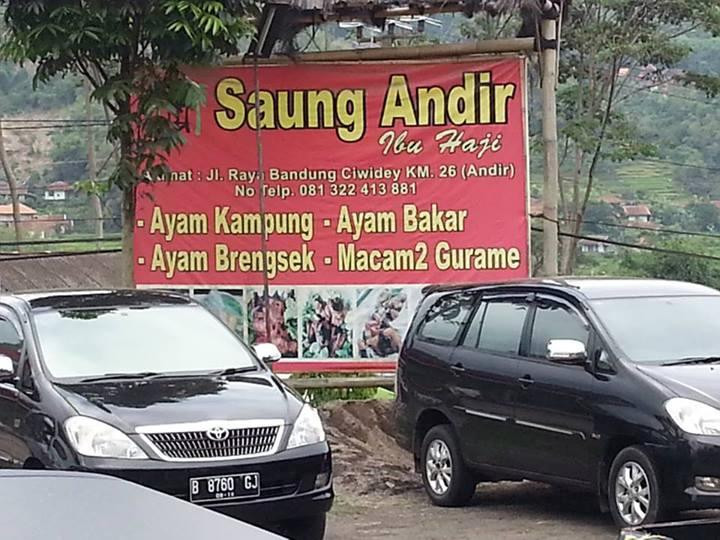 Saung Andir
Ibu Haji
Alamat : Jl. Raya Bandung Ciwidey KM. 26 (Andir)
No Telp. 081 322 413 881
- Ayam Kampung - Ayam Bakar
- Ayam Brengsek - Macam2 Gurame
B 8760 GJ